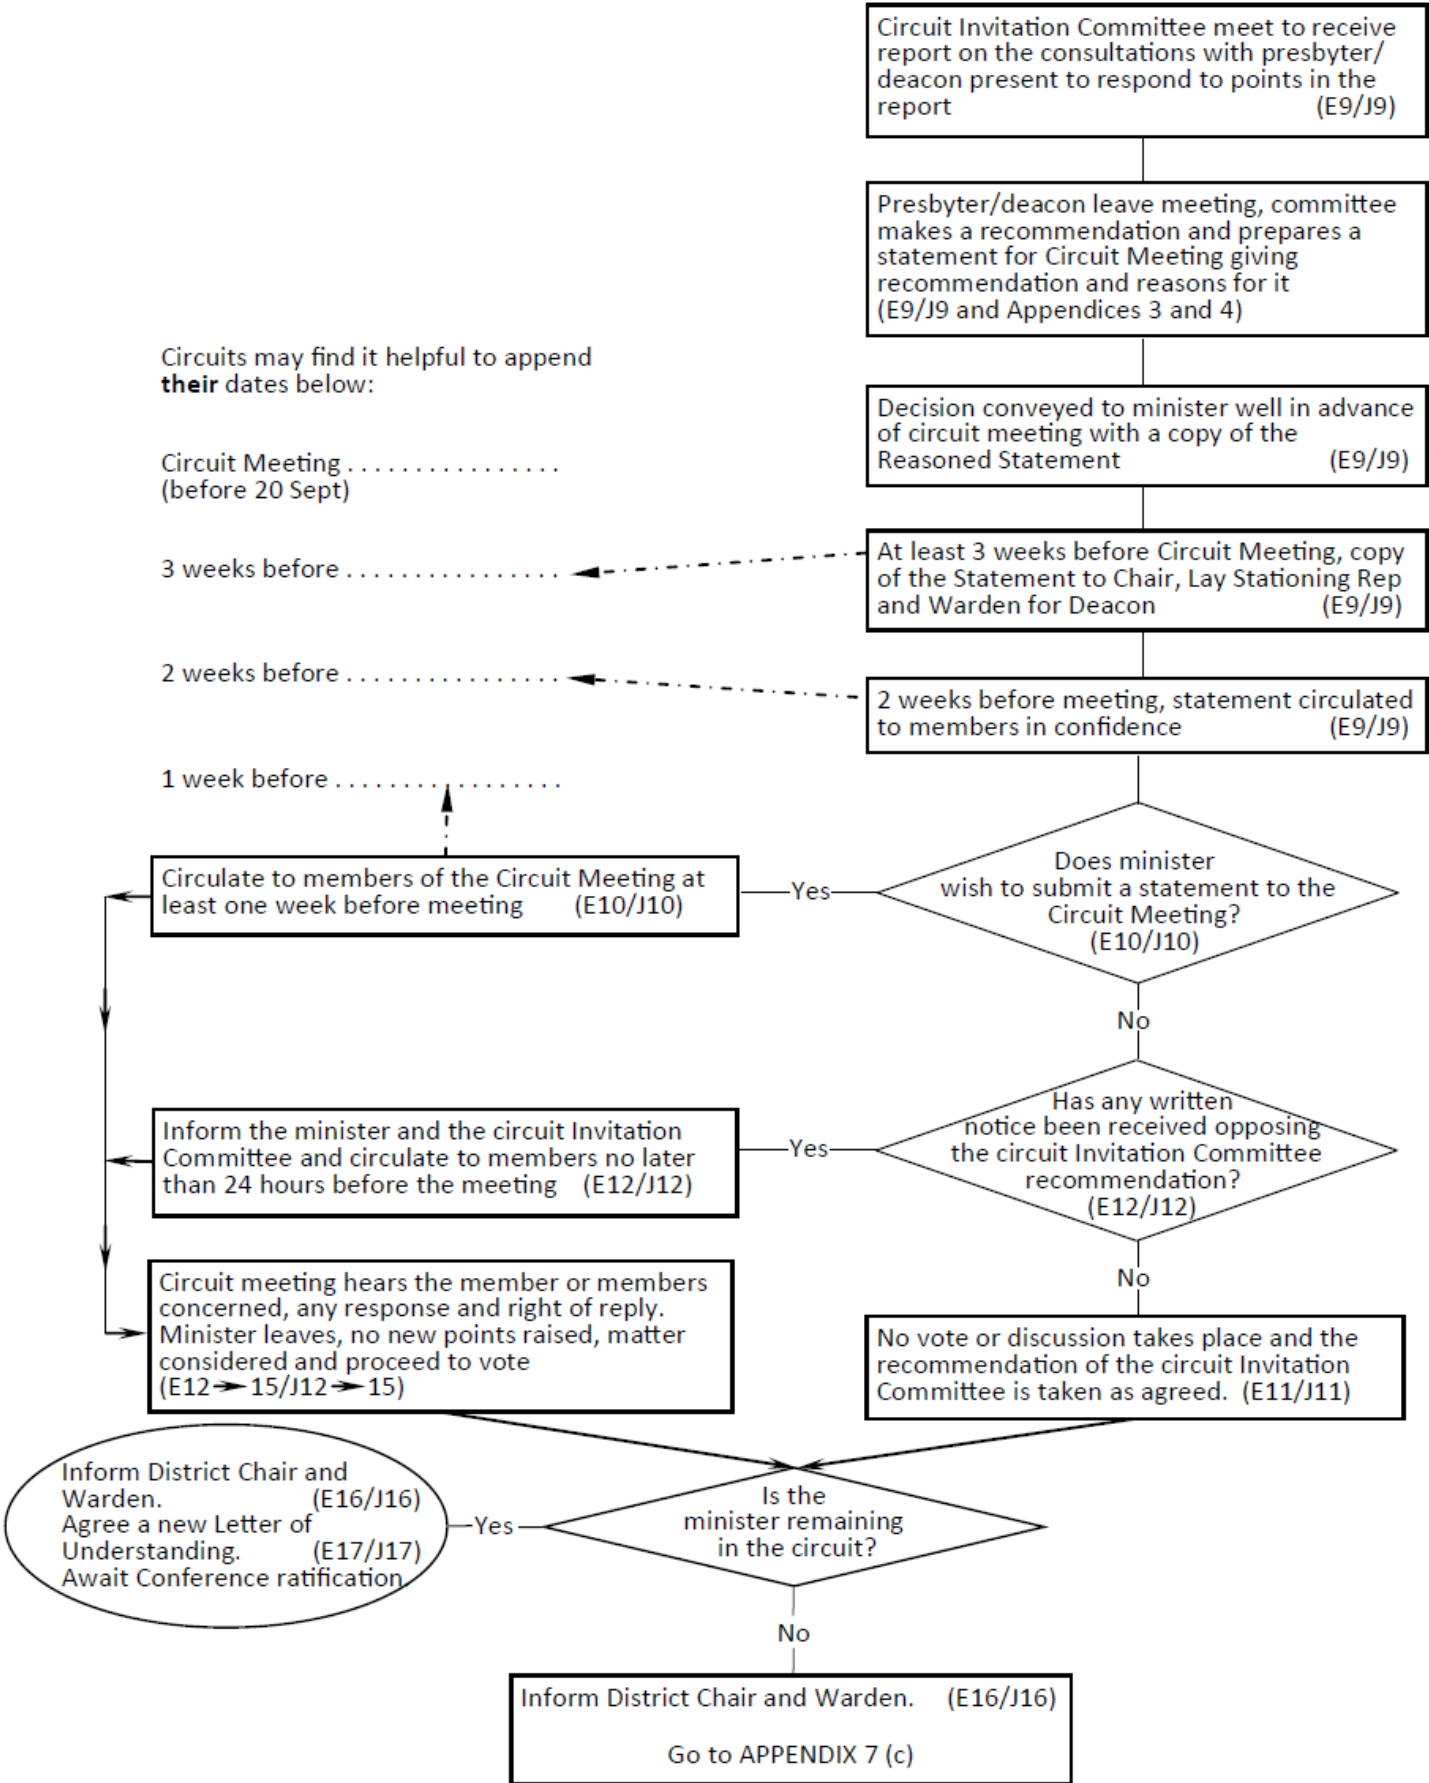 Circuit Invitation Committee meet to receive
report on the consultations with presbyter/
deacon present to respond to points in the
report (E9/J9)
Presbyter/deacon leave meeting, committee
makes a recommendation and prepares a
statement for Circuit Meeting giving
recommendation and reasons for it
(E9/J9 and Appendices 3 and 4)
Circuits may find it helpful to append
their dates below:
Decision conveyed to minister well in advance
of circuit meeting with a copy of the
Reasoned Statement (E9/J9)
Circuit Meeting . . . . . . . . . . . . . . . .
(before 20 Sept)
At least 3 weeks before Circuit Meeting, copy
of the Statement to Chair, Lay Stationing Rep
and Warden for Deacon (E9/J9)
3 weeks before . . . . . . . . . . . . . . . .
2 weeks before . . . . . . . . . . . . . . . .
2 weeks before meeting, statement circulated
to members in confidence (E9/J9)
1 week before . . . . . . . . . . . . . . . . .
Does minister
wish to submit a statement to the
Circuit Meeting?
(E10/J10)
Yes
Circulate to members of the Circuit Meeting at
least one week before meeting (E10/J10)
No
Has any written
notice been received opposing
the circuit Invitation Committee
recommendation?
(E12/J12)
Yes
Inform the minister and the circuit Invitation
Committee and circulate to members no later
than 24 hours before the meeting (E12/J12)
No
Circuit meeting hears the member or members
concerned, any response and right of reply.
Minister leaves, no new points raised, matter
considered and proceed to vote
(E12➔15/J12➔15)
No vote or discussion takes place and the
recommendation of the circuit Invitation
Committee is taken as agreed. (E11/J11)
Is the
minister remaining
in the circuit?
Yes
Inform District Chair and
Warden. (E16/J16)
Agree a new Letter of
Understanding. (E17/J17)
Await Conference ratification
No
Inform District Chair and Warden. (E16/J16)
Go to APPENDIX 7 (c)